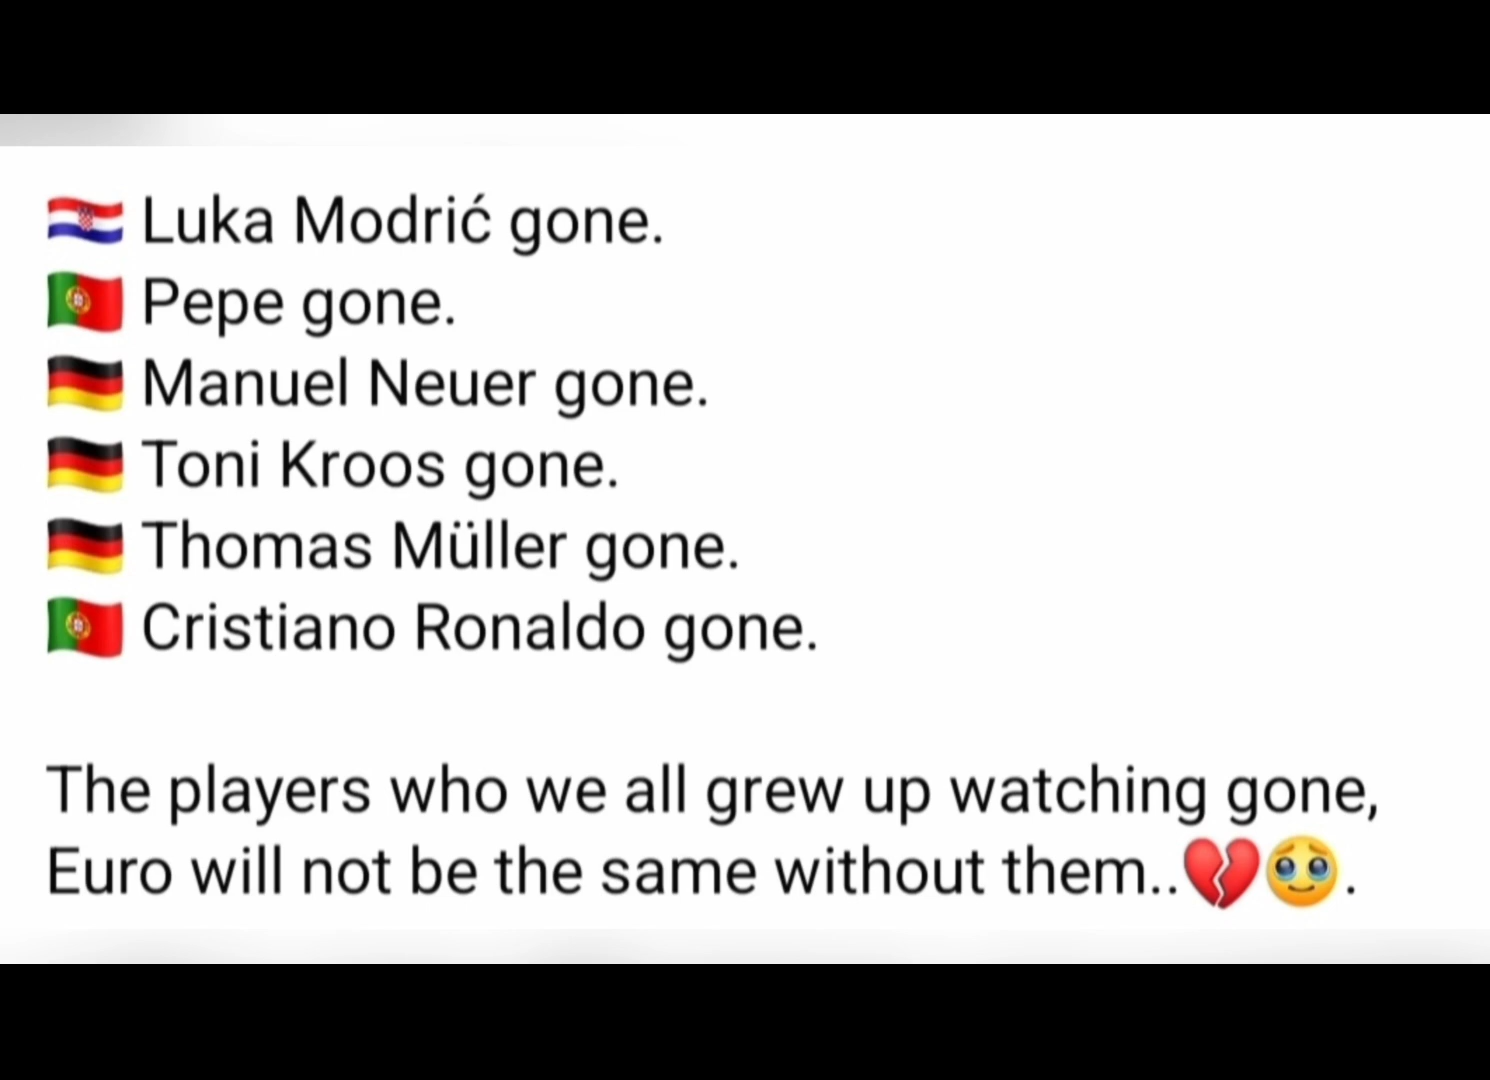 🇭🇷 Luka Modrić gone.
🇵🇹 Pepe gone.
🇩🇪 Manuel Neuer gone.
🇩🇪 Toni Kroos gone.
🇩🇪 Thomas Müller gone.
🇵🇹 Cristiano Ronaldo gone.
The players who we all grew up watching gone,
Euro will not be the same without them..💔🥹.